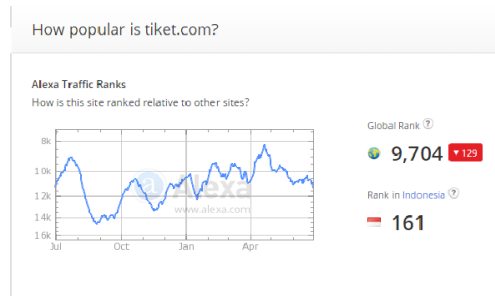 How popular is tiket.com?
Alexa Traffic Ranks
How is this site ranked relative to other sites?
8k
10k
12k
14k
16k
Jul Oct Jan Apr
Alexa
www.alexa.com
Global Rank ?
9,704 129
Rank in Indonesia ?
161